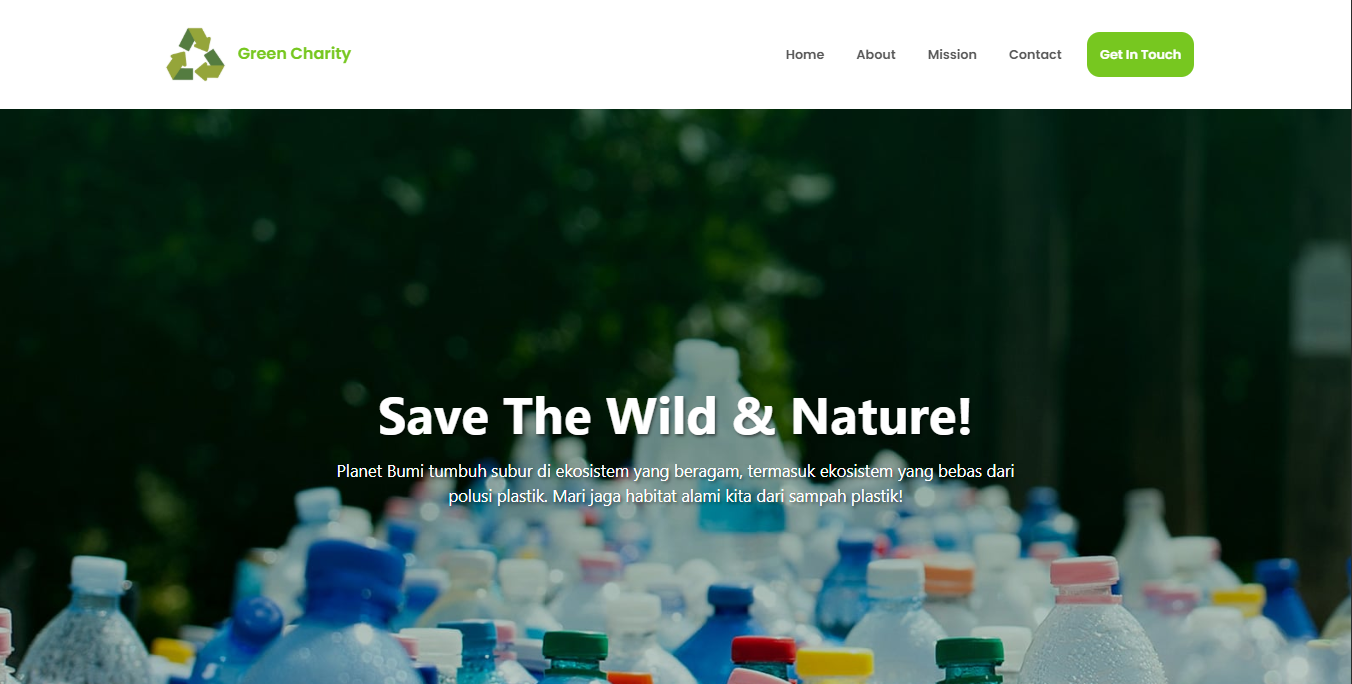 Green Charity
Home About Mission Contact Get In Touch
Save The Wild & Nature!
Planet Bumi tumbuh subur di ekosistem yang beragam, termasuk ekosistem yang bebas dari
polusi plastik. Mari jaga habitat alami kita dari sampah plastik!